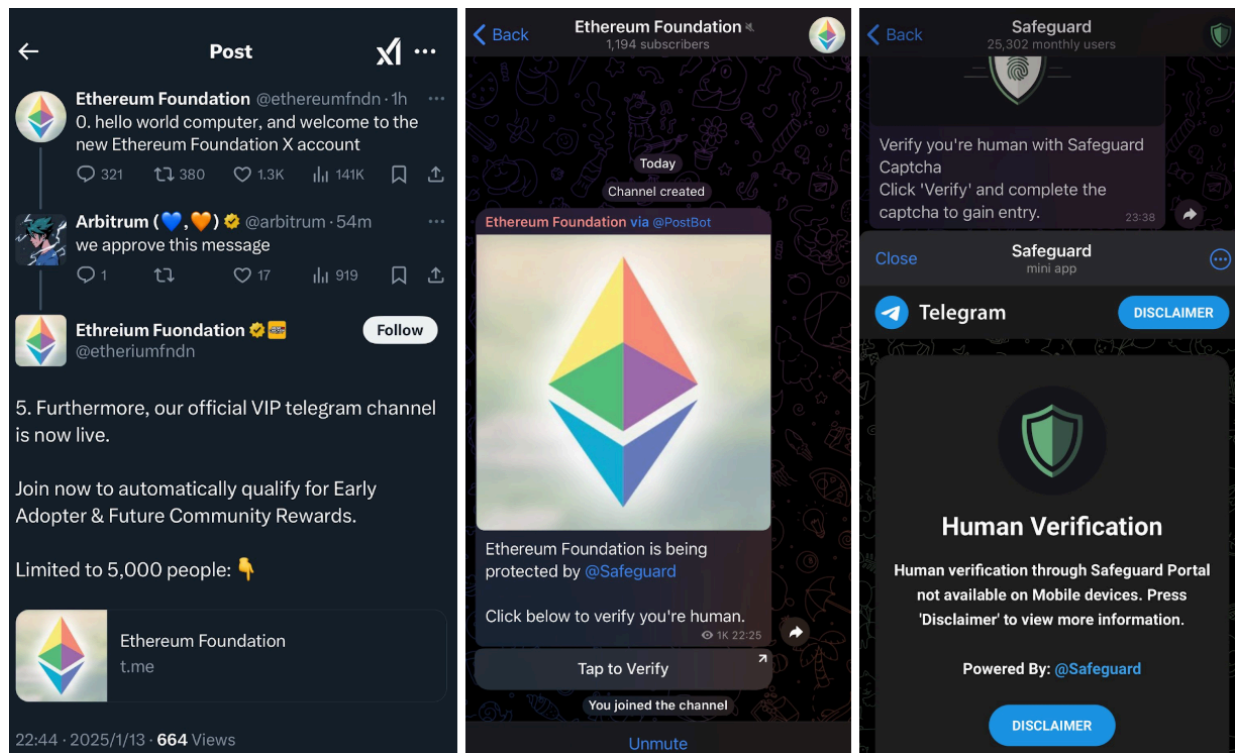 Post
Ethereum Foundation @ethereumfndn · 1h
0. hello world computer, and welcome to the
new Ethereum Foundation X account
321 380 1.3K 141K
Arbitrum (💙,🧡) @arbitrum · 54m
we approve this message
1 17 919
Ethreium Fuondation
@etheriumfndn
Follow
5. Furthermore, our official VIP telegram channel
is now live.
Join now to automatically qualify for Early
Adopter & Future Community Rewards.
Limited to 5,000 people: 👇
Ethereum Foundation
t.me
22:44 · 2025/1/13 · 664 Views
Back
Ethereum Foundation
1,194 subscribers
Today
Channel created
Ethereum Foundation via @PostBot
Ethereum Foundation is being
protected by @Safeguard
Click below to verify you're human.
1K 22:25
Tap to Verify
You joined the channel
Unmute
Back
Safeguard
25,302 monthly users
Verify you're human with Safeguard
Captcha
Click 'Verify' and complete the
captcha to gain entry.
23:38
Close
Safeguard
mini app
Telegram
DISCLAIMER
Human Verification
Human verification through Safeguard Portal
not available on Mobile devices. Press
'Disclaimer' to view more information.
Powered By: @Safeguard
DISCLAIMER